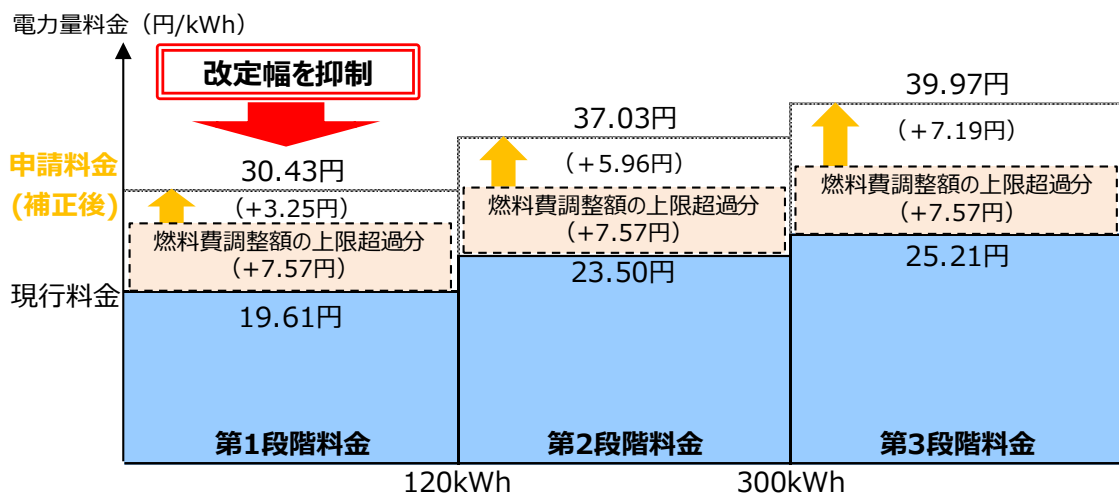 電力量料金（円/kWh）
改定幅を抑制
申請料金
(補正後)
現行料金
30.43円
（+3.25円）
燃料費調整額の上限超過分
（+7.57円）
19.61円
第1段階料金
37.03円
（+5.96円）
燃料費調整額の上限超過分
（+7.57円）
23.50円
第2段階料金
39.97円
（+7.19円）
燃料費調整額の上限超過分
（+7.57円）
25.21円
第3段階料金
120kWh
300kWh